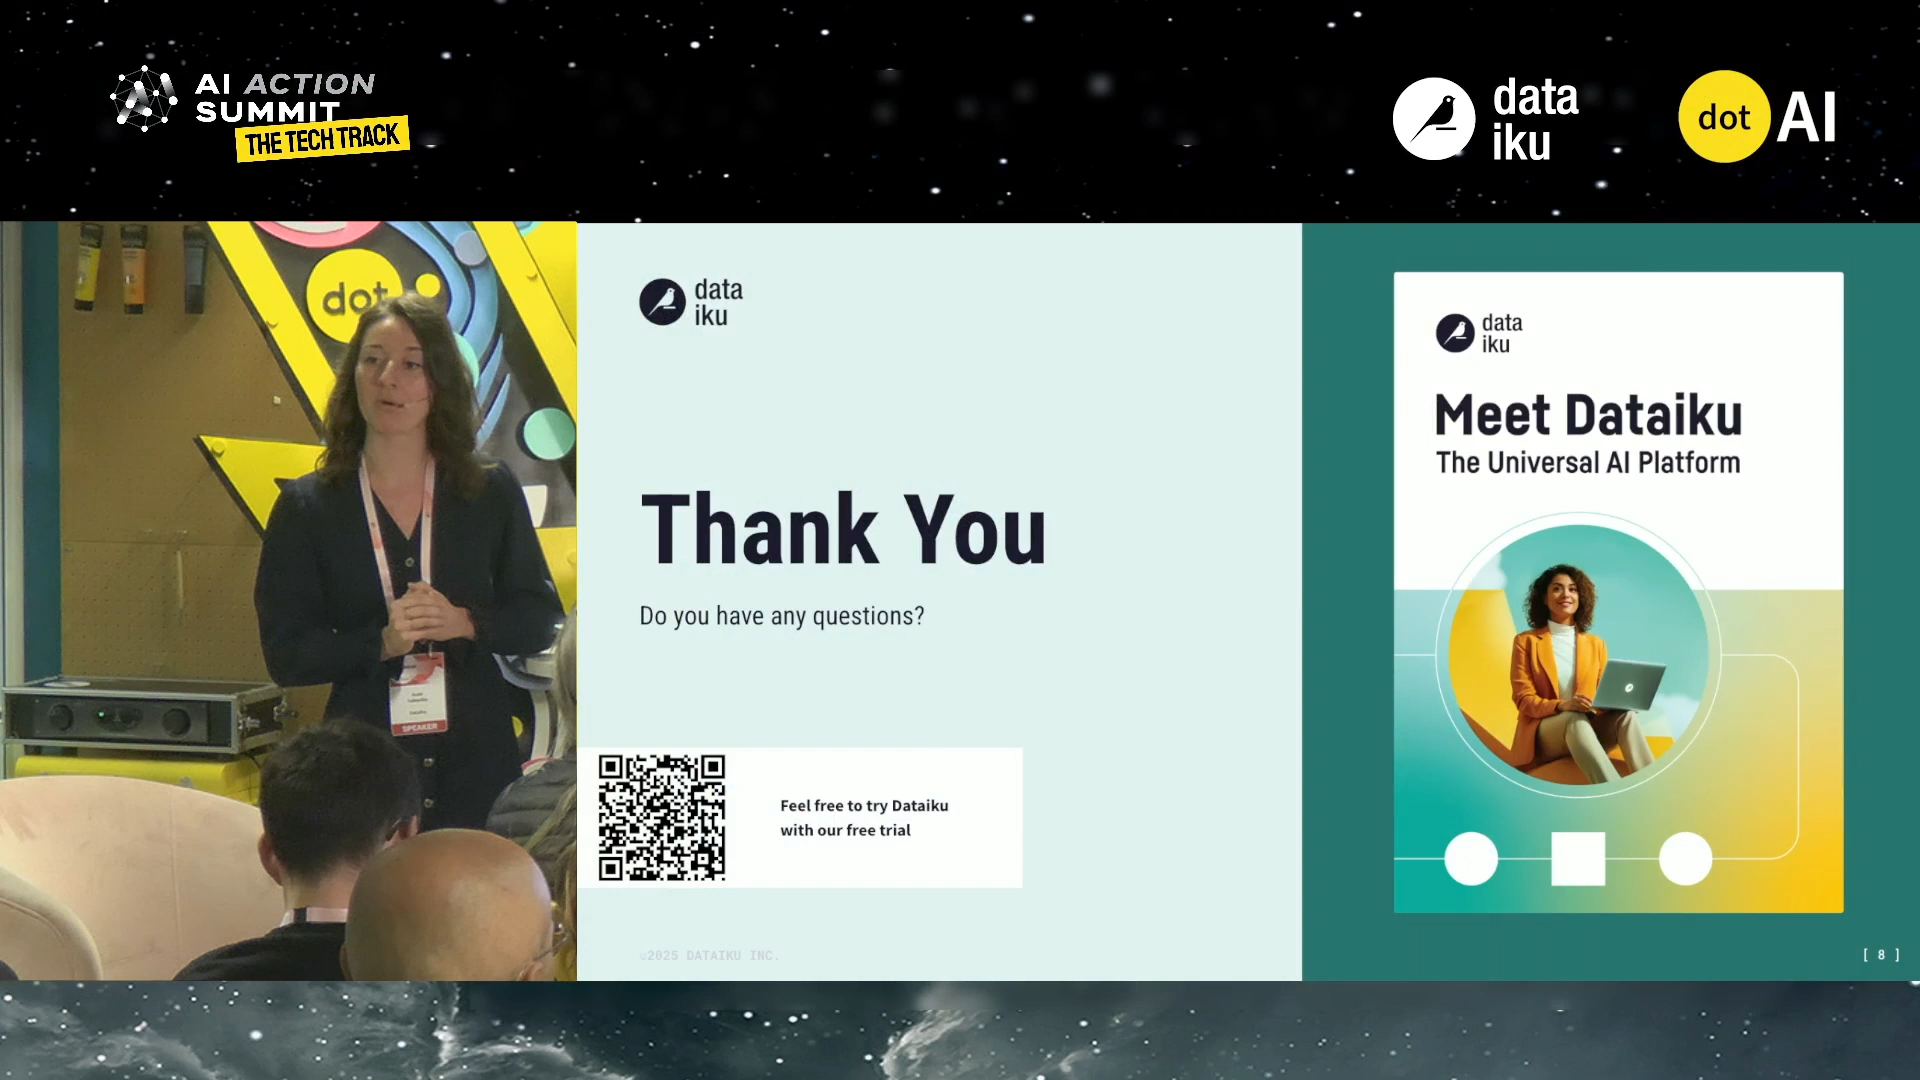 AI ACTION
SUMMIT
THE TECH TRACK
data
iku
dot AI
dot
SPEAKER
data
iku
Thank You
Do you have any questions?
Feel free to try Dataiku
with our free trial
©2025 DATAIKU INC.
data
iku
Meet Dataiku
The Universal AI Platform
[ 8 ]